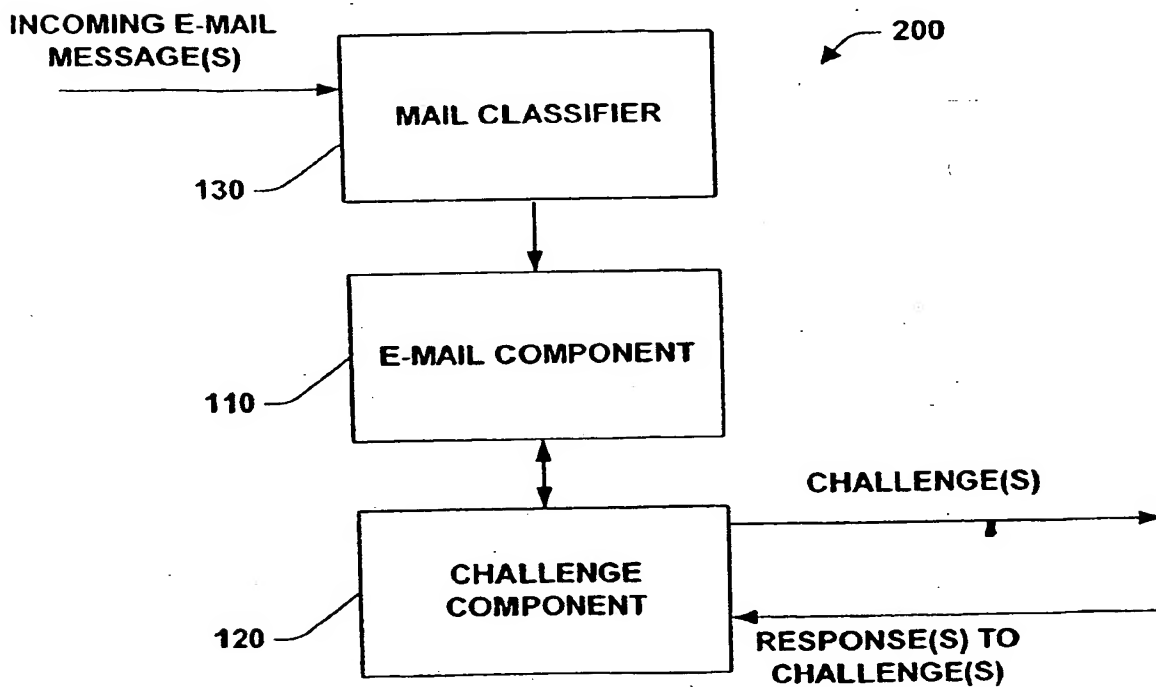 INCOMING E-MAIL
MESSAGE(S)
200
MAIL CLASSIFIER
130
E-MAIL COMPONENT
110
CHALLENGE(S)
CHALLENGE
COMPONENT
120
RESPONSE(S) TO
CHALLENGE(S)